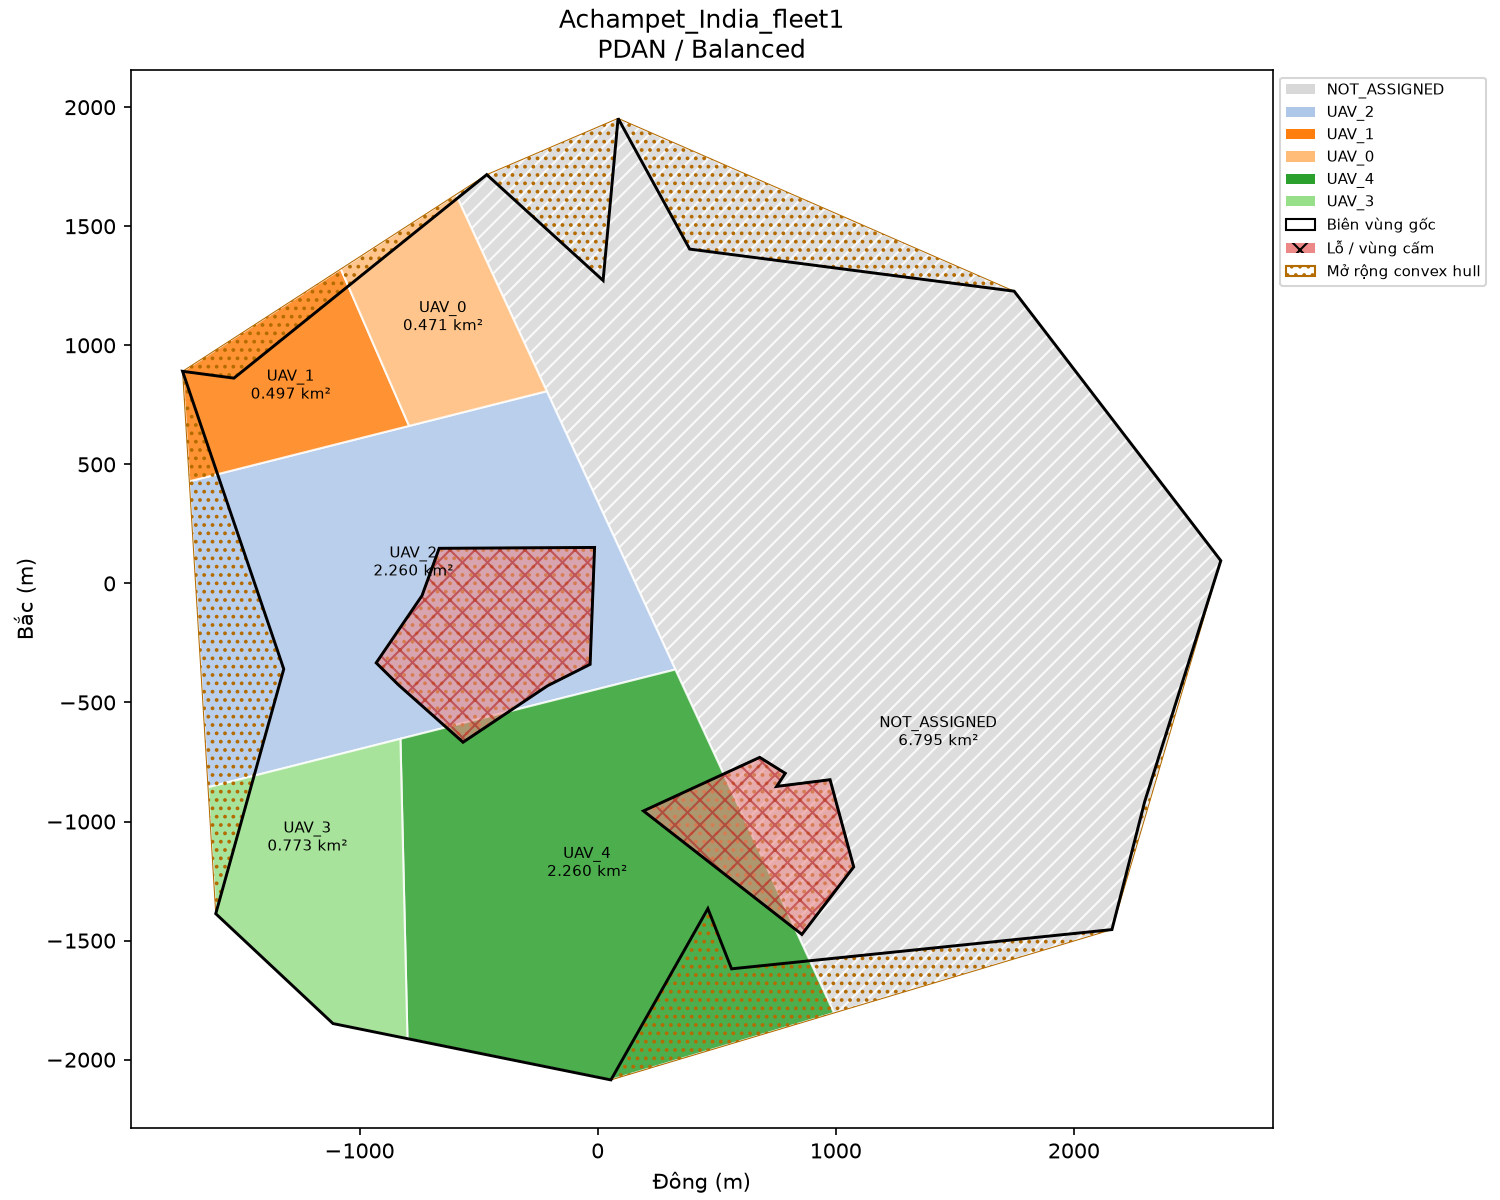 Achampet_India_fleet1
PDAN / Balanced
NOT_ASSIGNED
UAV_2
UAV_1
UAV_0
UAV_4
UAV_3
Biên vùng gốc
Lỗ / vùng cấm
Mở rộng convex hull
2000
1500
1000
500
0
−500
−1000
−1500
−2000
Bắc (m)
UAV_0
0.471 km²
UAV_1
0.497 km²
UAV_2
2.260 km²
NOT_ASSIGNED
6.795 km²
UAV_3
0.773 km²
UAV_4
2.260 km²
−1000
0
1000
2000
Đông (m)